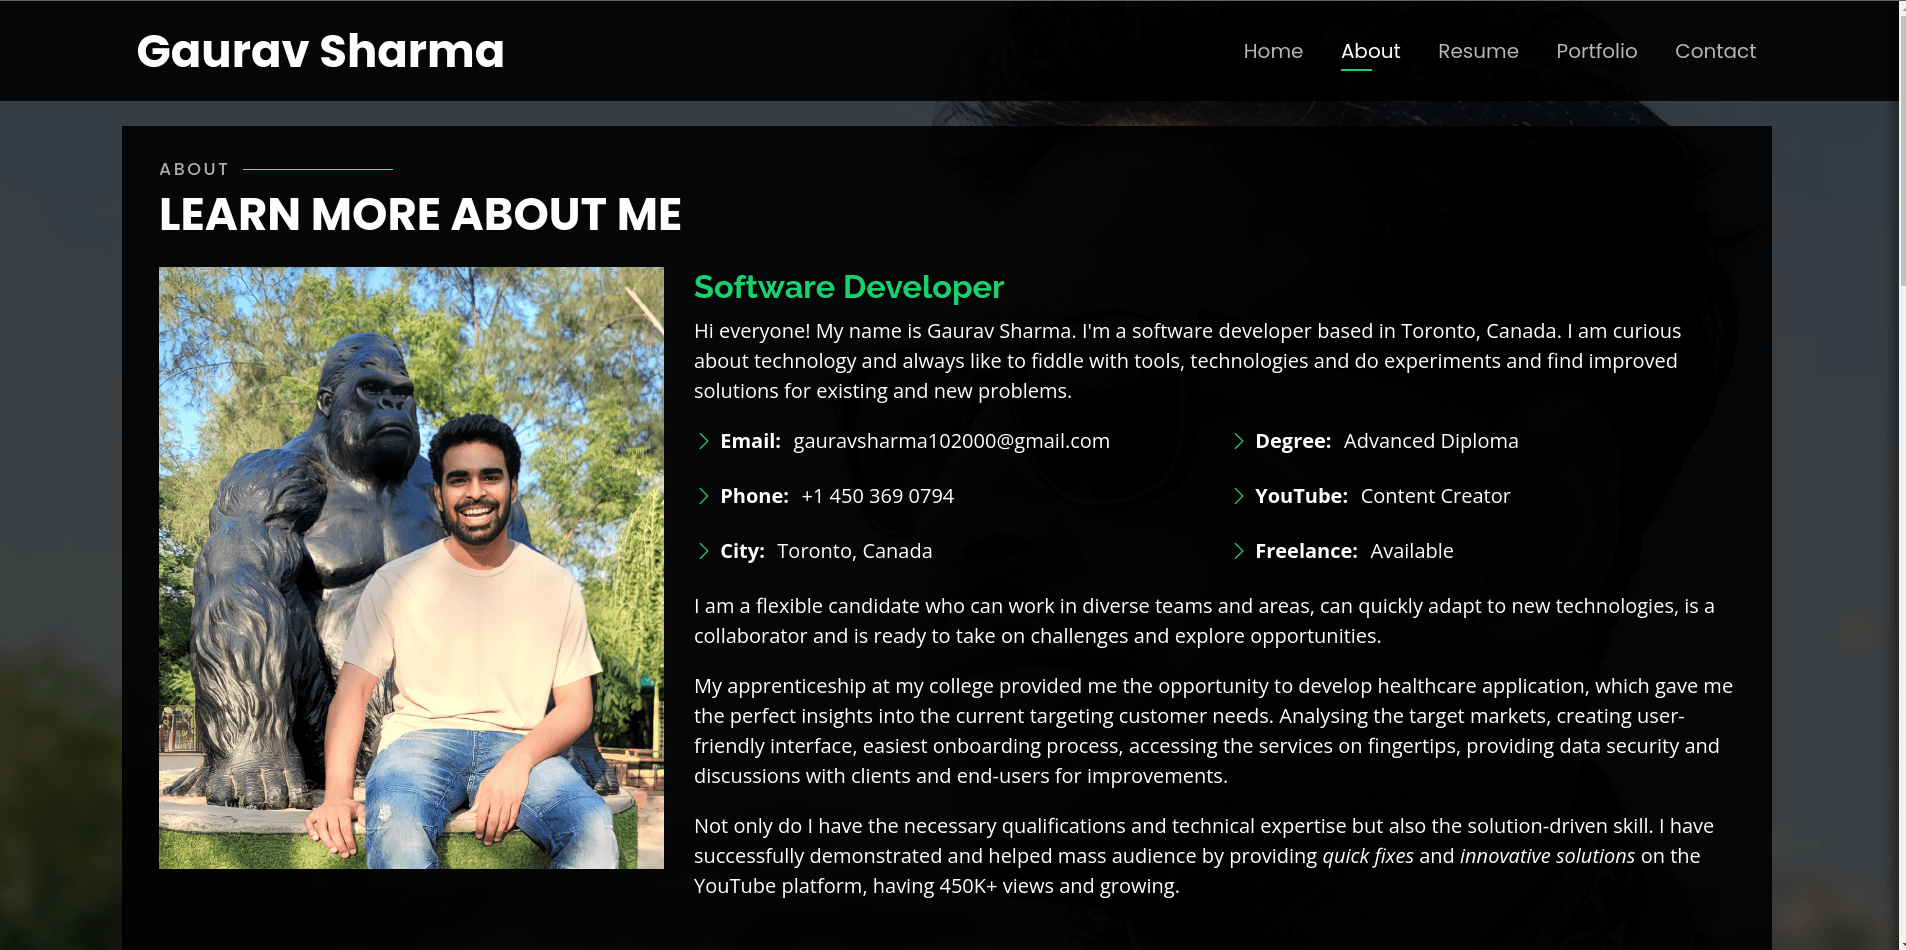 Gaurav Sharma
Home About Resume Portfolio Contact
ABOUT
LEARN MORE ABOUT ME
Software Developer
Hi everyone! My name is Gaurav Sharma. I'm a software developer based in Toronto, Canada. I am curious
about technology and always like to fiddle with tools, technologies and do experiments and find improved
solutions for existing and new problems.
Email: gauravsharma102000@gmail.com
Phone: +1 450 369 0794
City: Toronto, Canada
Degree: Advanced Diploma
YouTube: Content Creator
Freelance: Available
I am a flexible candidate who can work in diverse teams and areas, can quickly adapt to new technologies, is a
collaborator and is ready to take on challenges and explore opportunities.
My apprenticeship at my college provided me the opportunity to develop healthcare application, which gave me
the perfect insights into the current targeting customer needs. Analysing the target markets, creating user-
friendly interface, easiest onboarding process, accessing the services on fingertips, providing data security and
discussions with clients and end-users for improvements.
Not only do I have the necessary qualifications and technical expertise but also the solution-driven skill. I have
successfully demonstrated and helped mass audience by providing quick fixes and innovative solutions on the
YouTube platform, having 450K+ views and growing.